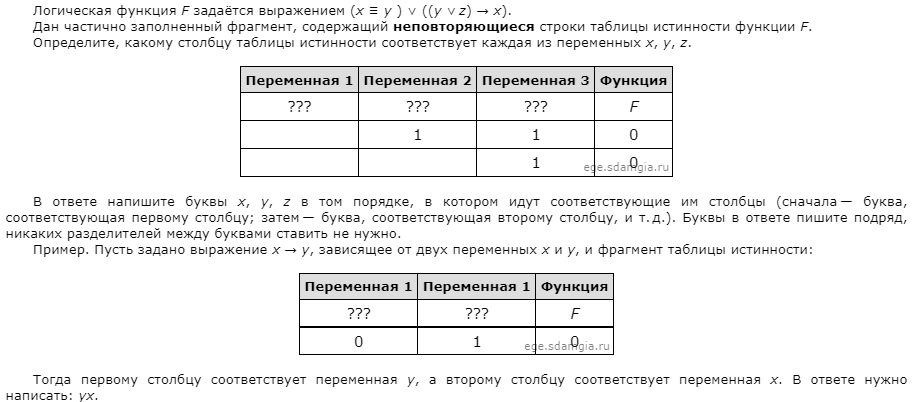 Логическая функция F задаётся выражением (x ≡ y ) ∨ ((y ∨ z) → x).
Дан частично заполненный фрагмент, содержащий неповторяющиеся строки таблицы истинности функции F.
Определите, какому столбцу таблицы истинности соответствует каждая из переменных x, y, z.
Переменная 1 Переменная 2 Переменная 3 Функция
??? ??? ??? F
1 1 0
1 0
ege.sdamgia.ru
В ответе напишите буквы x, y, z в том порядке, в котором идут соответствующие им столбцы (сначала — буква,
соответствующая первому столбцу; затем — буква, соответствующая второму столбцу, и т. д.). Буквы в ответе пишите подряд,
никаких разделителей между буквами ставить не нужно.
Пример. Пусть задано выражение x → y, зависящее от двух переменных x и y, и фрагмент таблицы истинности:
Переменная 1 Переменная 1 Функция
??? ??? F
0 1 0
ege.sdamgia.ru
Тогда первому столбцу соответствует переменная y, а второму столбцу соответствует переменная x. В ответе нужно
написать: yx.